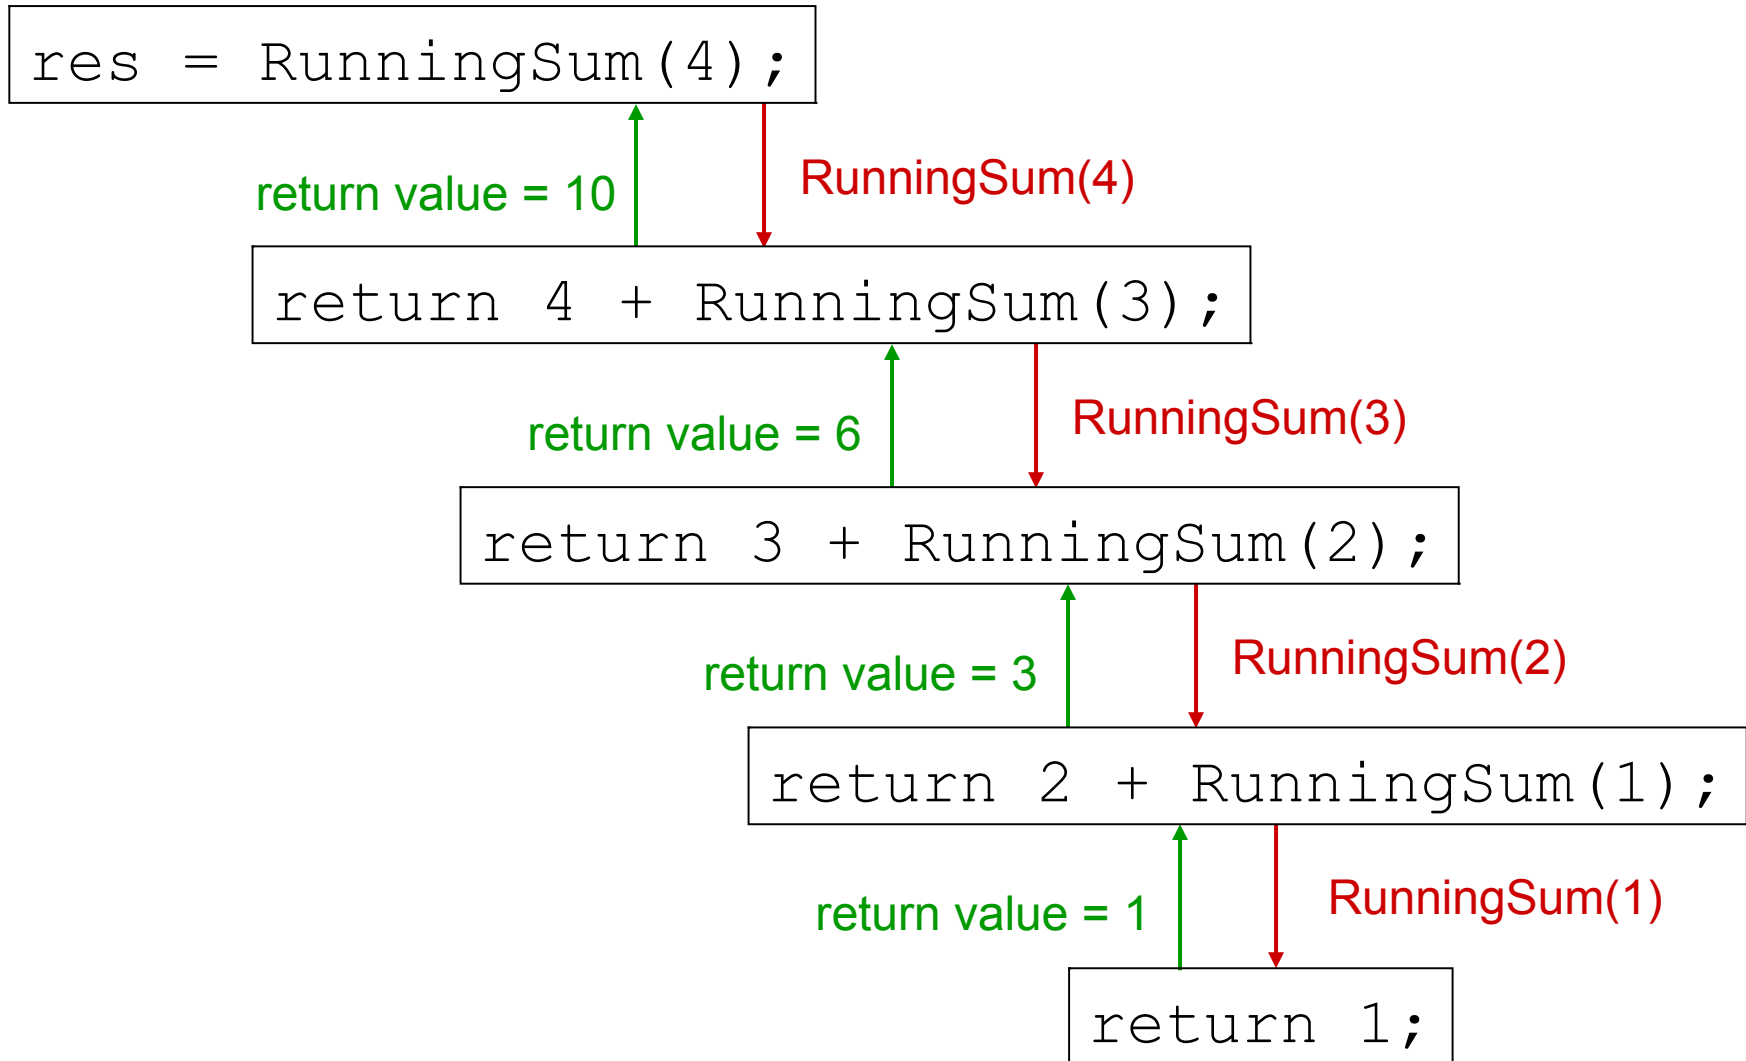 res = RunningSum(4);
return value = 10
RunningSum(4)
return 4 + RunningSum(3);
return value = 6
RunningSum(3)
return 3 + RunningSum(2);
return value = 3
RunningSum(2)
return 2 + RunningSum(1);
return value = 1
RunningSum(1)
return 1;